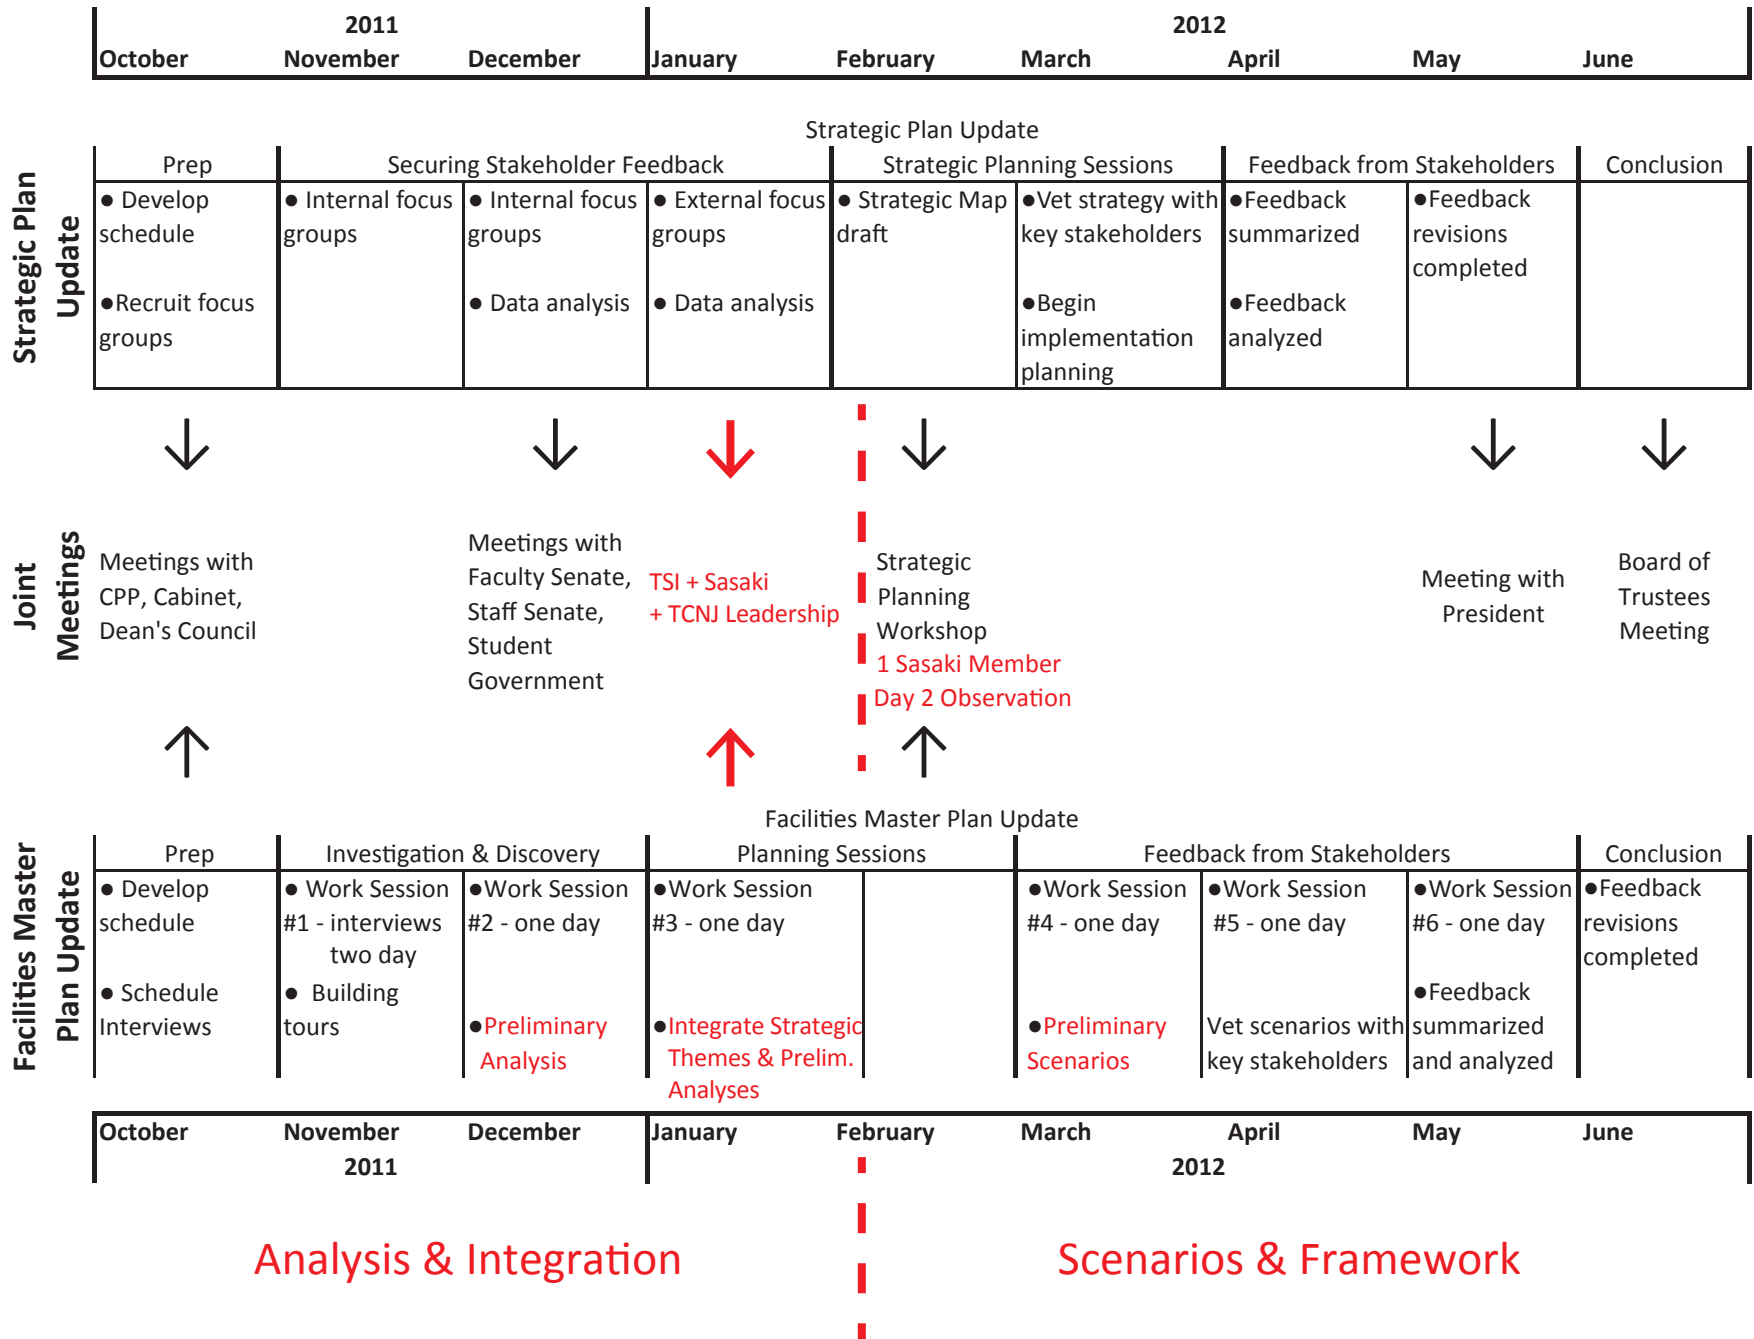 2011
2012
October
November
December
January
February
March
April
May
June
Strategic Plan Update
Strategic Plan
Update
Prep
Securing Stakeholder Feedback
Strategic Planning Sessions
Feedback from Stakeholders
Conclusion
● Develop
schedule
●Recruit focus
groups
● Internal focus
groups
● Internal focus
groups
● Data analysis
● External focus
groups
● Data analysis
● Strategic Map
draft
●Vet strategy with
key stakeholders
●Begin
implementation
planning
●Feedback
summarized
●Feedback
analyzed
●Feedback
revisions
completed
Joint
Meetings
Meetings with
CPP, Cabinet,
Dean's Council
Meetings with
Faculty Senate,
Staff Senate,
Student
Government
TSI + Sasaki
+ TCNJ Leadership
Strategic
Planning
Workshop
1 Sasaki Member
Day 2 Observation
Meeting with
President
Board of
Trustees
Meeting
Facilities Master Plan Update
Facilities Master
Plan Update
Prep
Investigation & Discovery
Planning Sessions
Feedback from Stakeholders
Conclusion
● Develop
schedule
● Schedule
Interviews
● Work Session
#1 - interviews
two day
● Building
tours
●Work Session
#2 - one day
●Preliminary
Analysis
●Work Session
#3 - one day
●Integrate Strategic
Themes & Prelim.
Analyses
●Work Session
#4 - one day
●Preliminary
Scenarios
●Work Session
#5 - one day
Vet scenarios with
key stakeholders
●Work Session
#6 - one day
●Feedback
summarized
and analyzed
●Feedback
revisions
completed
October
November
December
January
February
March
April
May
June
2011
2012
Analysis & Integration
Scenarios & Framework